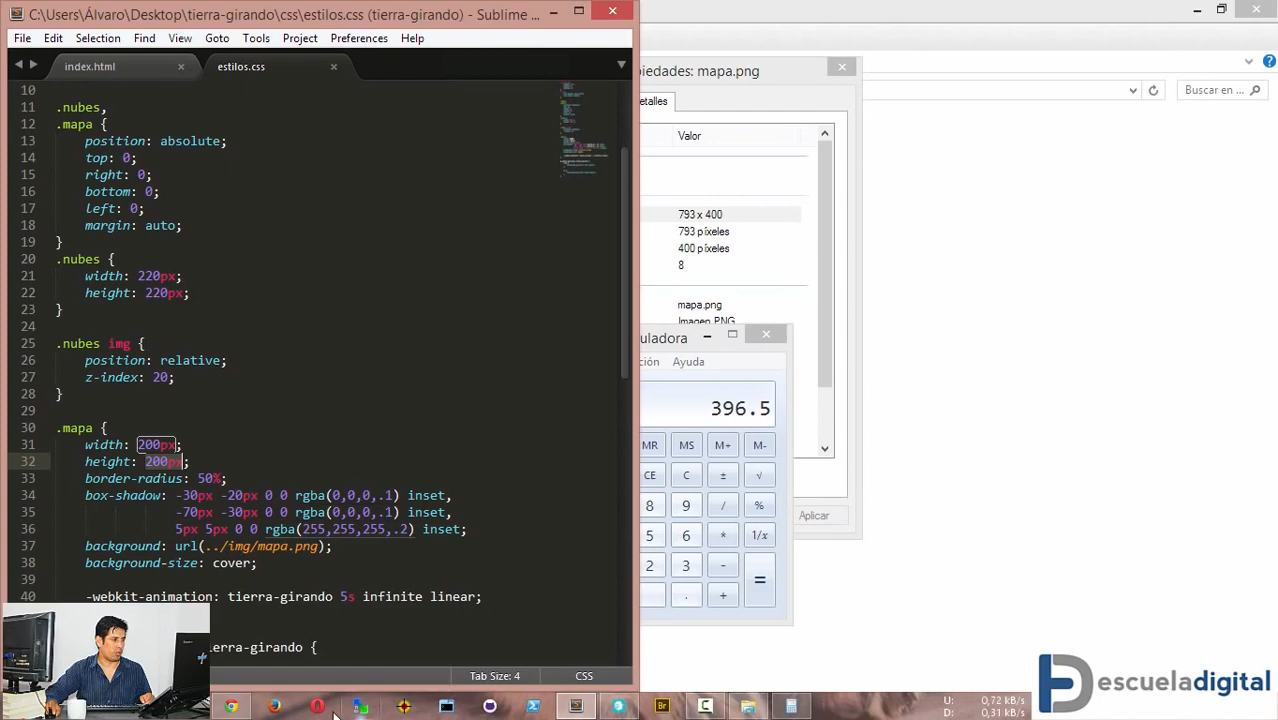 C:\Users\Álvaro\Desktop\tierra-girando\css\estilos.css (tierra-girando) - Sublime ...
File Edit Selection Find View Goto Tools Project Preferences Help
index.html estilos.css
10
11 .nubes,
12 .mapa {
13 position: absolute;
14 top: 0;
15 right: 0;
16 bottom: 0;
17 left: 0;
18 margin: auto;
19 }
20 .nubes {
21 width: 220px;
22 height: 220px;
23 }
24
25 .nubes img {
26 position: relative;
27 z-index: 20;
28 }
29
30 .mapa {
31 width: 200px;
32 height: 200px;
33 border-radius: 50%;
34 box-shadow: -30px -20px 0 0 rgba(0,0,0,.1) inset,
35 -70px -30px 0 0 rgba(0,0,0,.1) inset,
36 5px 5px 0 0 rgba(255,255,255,.2) inset;
37 background: url(../img/mapa.png);
38 background-size: cover;
39
40 -webkit-animation: tierra-girando 5s infinite linear;
ierra-girando {
Tab Size: 4 CSS
piedades: mapa.png
etalles
Valor
793 x 400
793 píxeles
400 píxeles
8
mapa.png
Imagen PNG
Aplicar
uladora
ción Ayuda
396.5
MR MS M+ M-
CE C ± √
8 9 / %
5 6 * 1/x
2 3 - =
. +
Buscar en ...
escueladigital
U: 0,72 kB/s
D: 0,31 kB/s
Br